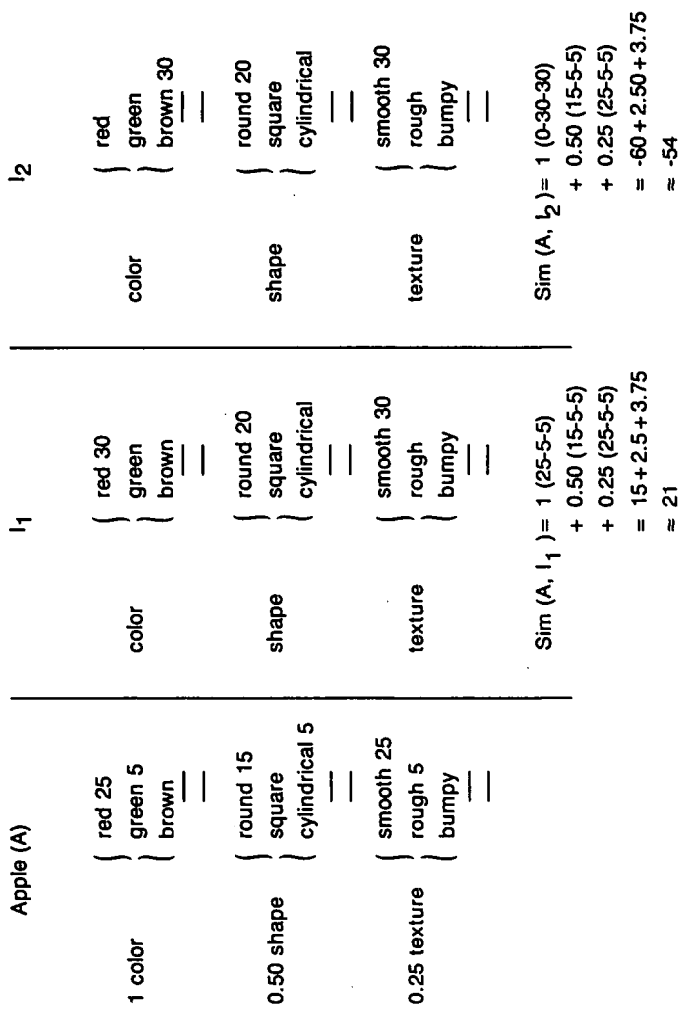 Apple (A)
1 color
red 25
green 5
brown
0.50 shape
round 15
square
cylindrical 5
0.25 texture
smooth 25
rough 5
bumpy
I1
color
red 30
green
brown
shape
round 20
square
cylindrical
texture
smooth 30
rough
bumpy
Sim (A, I1 )= 1 (25-5-5)
+ 0.50 (15-5-5)
+ 0.25 (25-5-5)
= 15 + 2.5 + 3.75
≈ 21
I2
color
red
green
brown 30
shape
round 20
square
cylindrical
texture
smooth 30
rough
bumpy
Sim (A, I2 )= 1 (0-30-30)
+ 0.50 (15-5-5)
+ 0.25 (25-5-5)
= -60 + 2.50 + 3.75
≈ -54